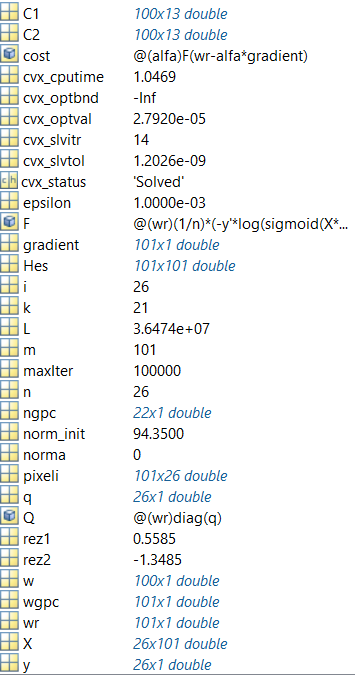 C1 100x13 double
C2 100x13 double
cost @(alfa)F(wr-alfa*gradient)
cvx_cputime 1.0469
cvx_optbnd -Inf
cvx_optval 2.7920e-05
cvx_slvitr 14
cvx_slvtol 1.2026e-09
cvx_status 'Solved'
epsilon 1.0000e-03
F @(wr)(1/n)*(-y'*log(sigmoid(X*...
gradient 101x1 double
Hes 101x101 double
i 26
k 21
L 3.6474e+07
m 101
maxIter 100000
n 26
ngpc 22x1 double
norm_init 94.3500
norma 0
pixeli 101x26 double
q 26x1 double
Q @(wr)diag(q)
rez1 0.5585
rez2 -1.3485
w 100x1 double
wgpc 101x1 double
wr 101x1 double
X 26x101 double
y 26x1 double